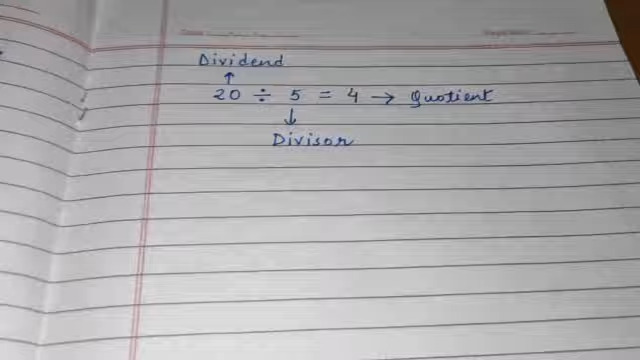 Dividend
↑
20 ÷ 5 = 4 → Quotient
↓
Divisor